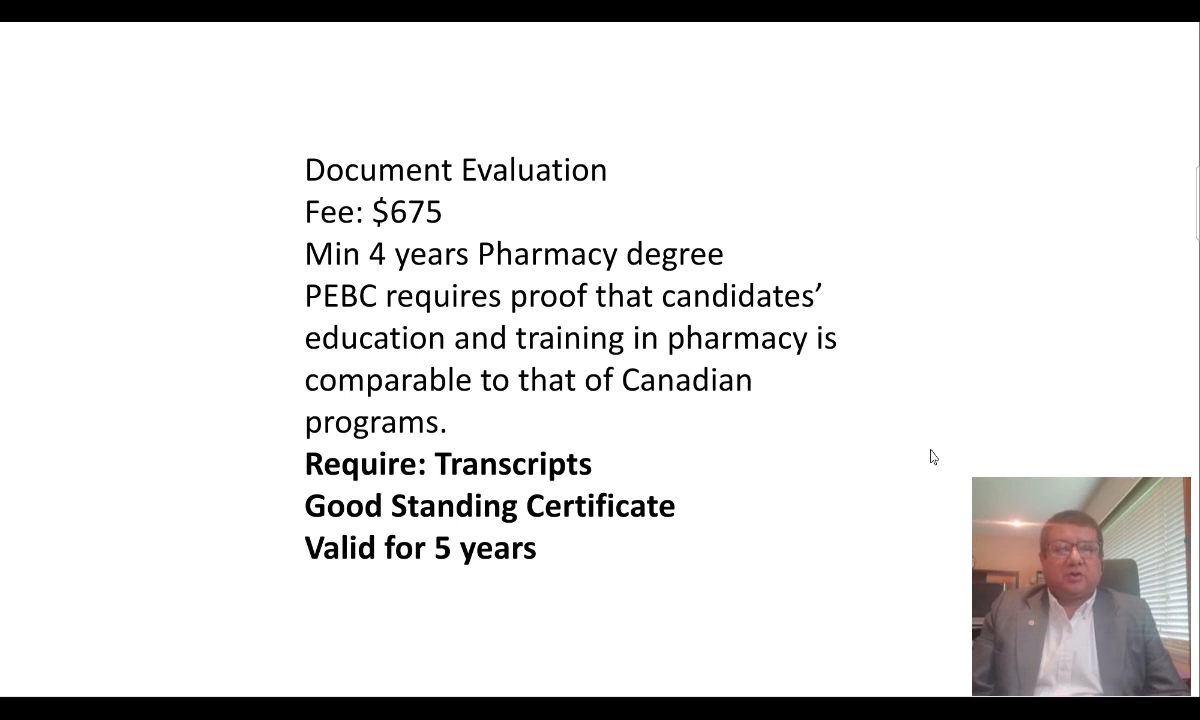 Document Evaluation
Fee: $675
Min 4 years Pharmacy degree
PEBC requires proof that candidates’
education and training in pharmacy is
comparable to that of Canadian
programs.
Require: Transcripts
Good Standing Certificate
Valid for 5 years